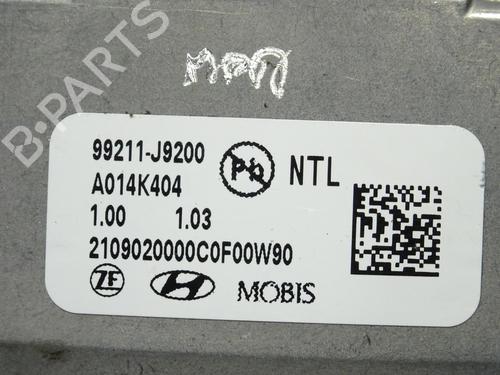 B-PARTS
99211-J9200
Pb
NTL
A014K404
1.00 1.03
2109020000C0F00W90
ZF
MOBIS